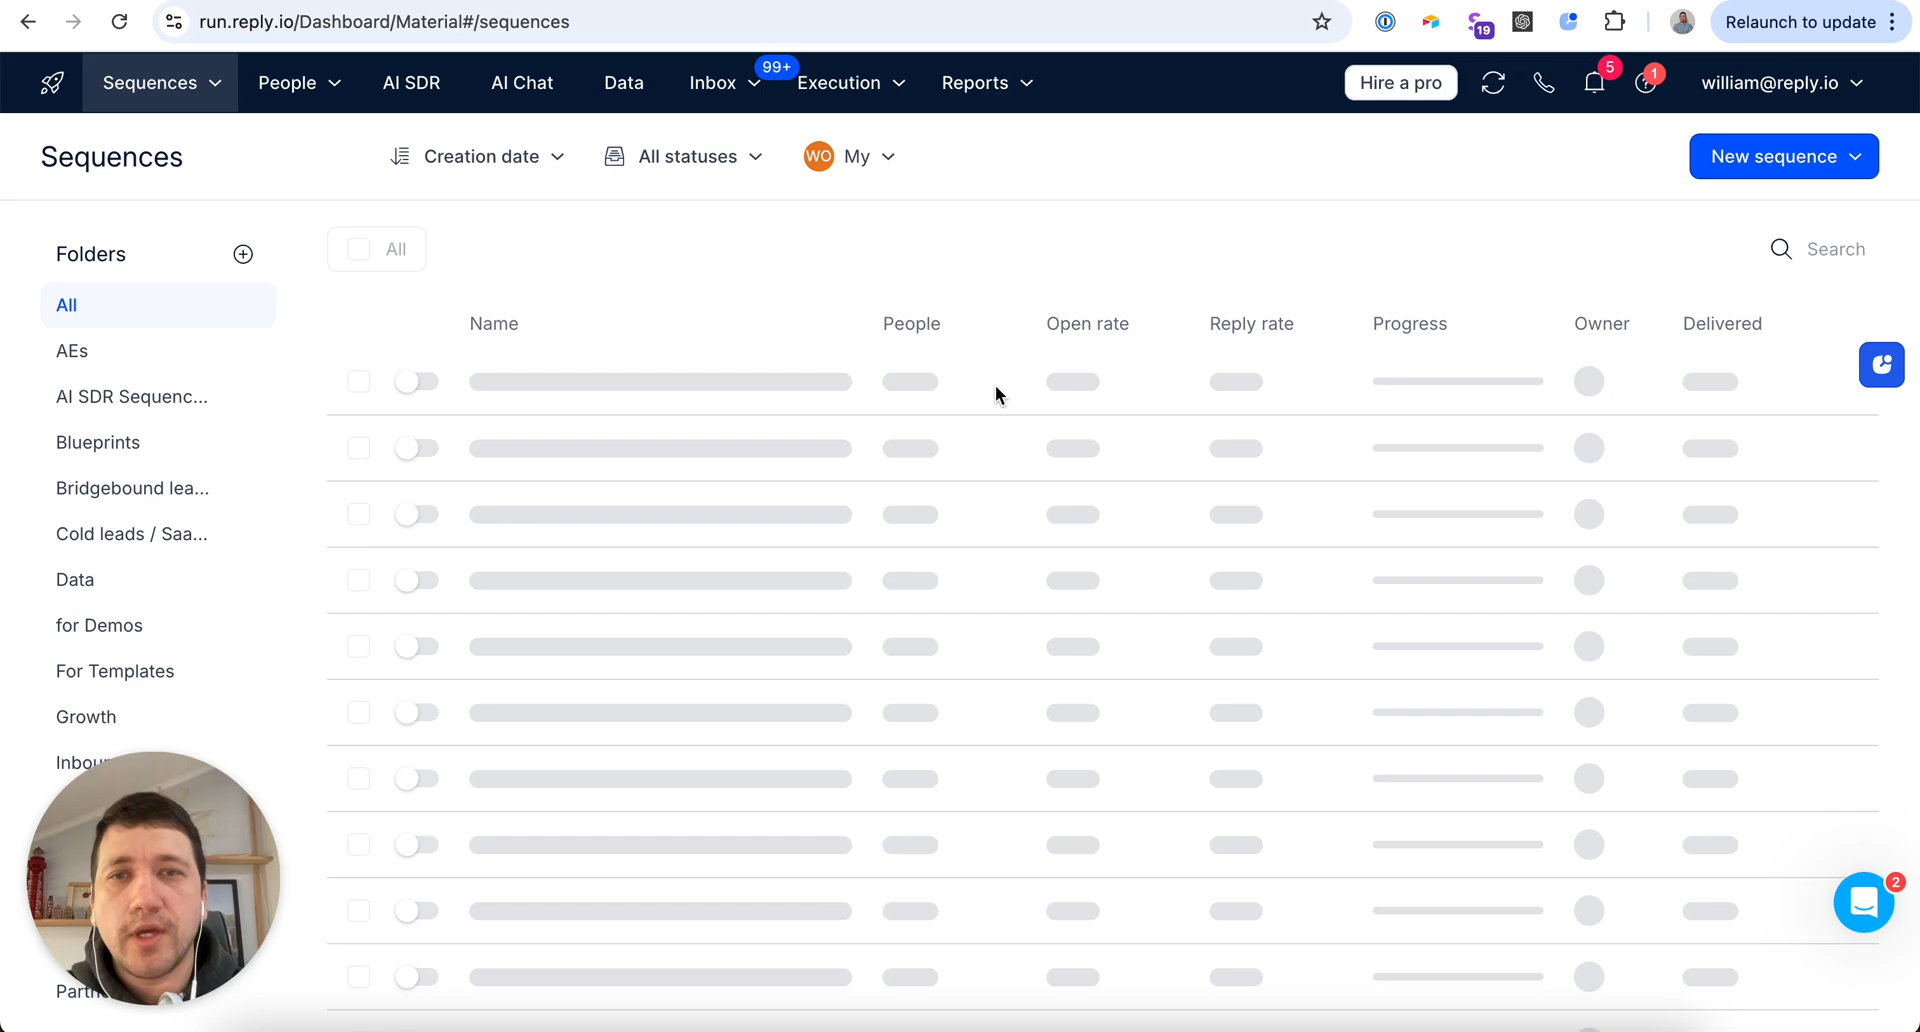 run.reply.io/Dashboard/Material#/sequences
19
Relaunch to update
Sequences
People
AI SDR
AI Chat
Data
Inbox
99+
Execution
Reports
Hire a pro
5
1
william@reply.io
Sequences
Creation date
All statuses
WO
My
New sequence
Folders
All
Search
All
Name
People
Open rate
Reply rate
Progress
Owner
Delivered
AEs
AI SDR Sequenc...
Blueprints
Bridgebound lea...
Cold leads / Saa...
Data
for Demos
For Templates
Growth
2